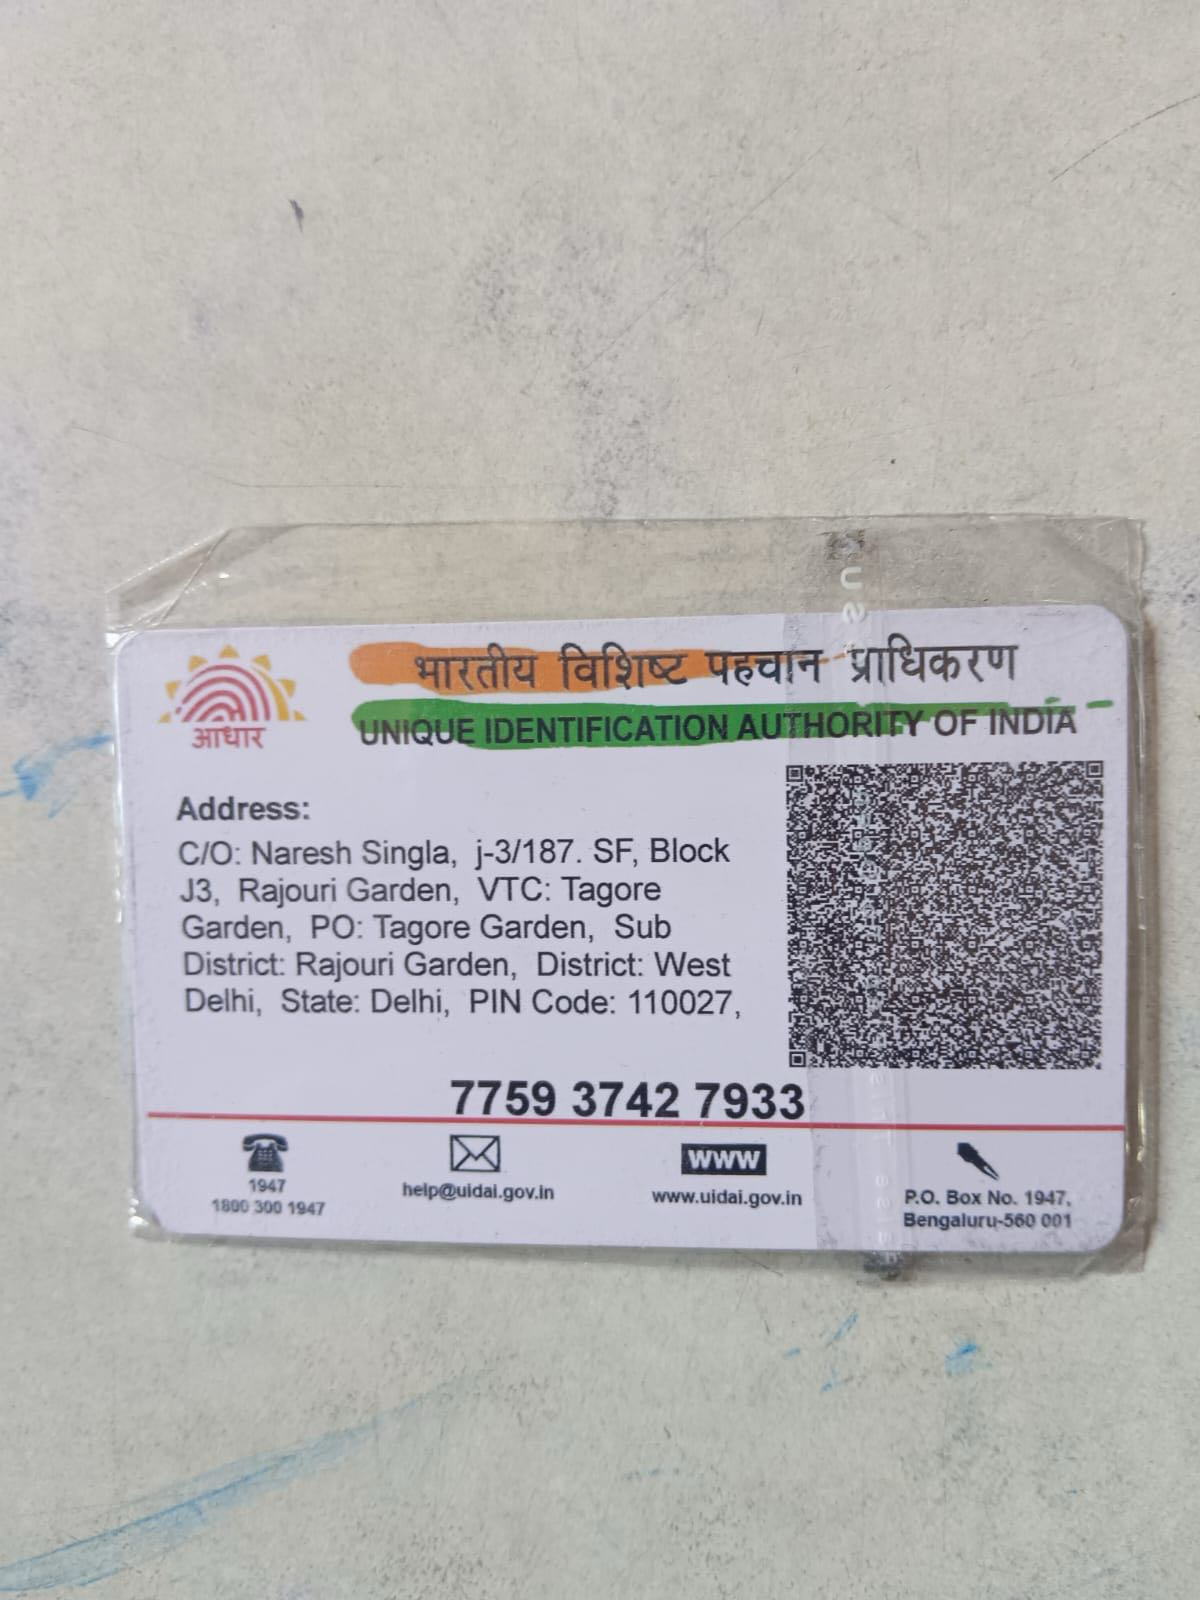 आधार
भारतीय विशिष्ट पहचान प्राधिकरण
UNIQUE IDENTIFICATION AUTHORITY OF INDIA
Address:
C/O: Naresh Singla, j-3/187. SF, Block
J3, Rajouri Garden, VTC: Tagore
Garden, PO: Tagore Garden, Sub
District: Rajouri Garden, District: West
Delhi, State: Delhi, PIN Code: 110027,
7759 3742 7933
1947
1800 300 1947
help@uidai.gov.in
www
www.uidai.gov.in
P.O. Box No. 1947,
Bengaluru-560 001